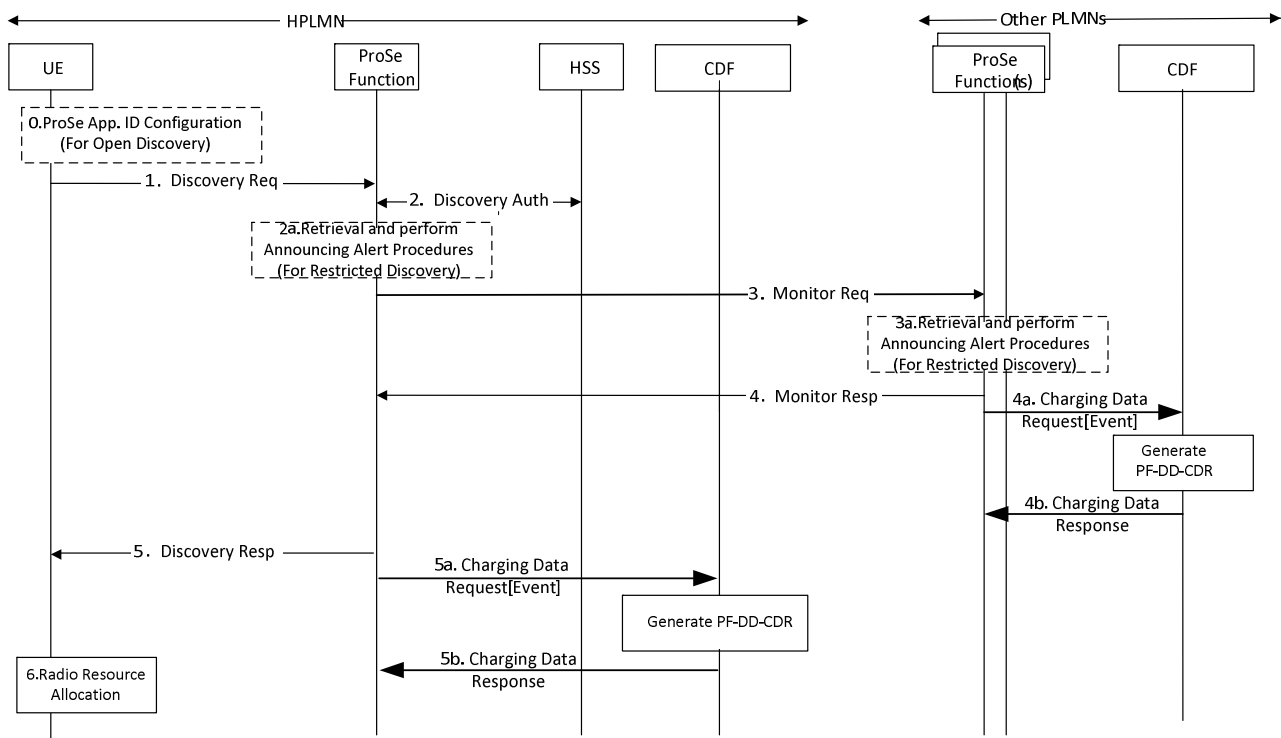 HPLMN
Other PLMNs
UE
ProSe
Function
HSS
CDF
ProSe
Functions(s)
CDF
0.ProSe App. ID Configuration
(For Open Discovery)
1. Discovery Req
2. Discovery Auth
2a.Retrieval and perform
Announcing Alert Procedures
(For Restricted Discovery)
3. Monitor Req
3a.Retrieval and perform
Announcing Alert Procedures
(For Restricted Discovery)
4. Monitor Resp
4a. Charging Data
Request[Event]
Generate
PF-DD-CDR
4b. Charging Data
Response
5. Discovery Resp
5a. Charging Data
Request[Event]
Generate PF-DD-CDR
5b. Charging Data
Response
6.Radio Resource
Allocation